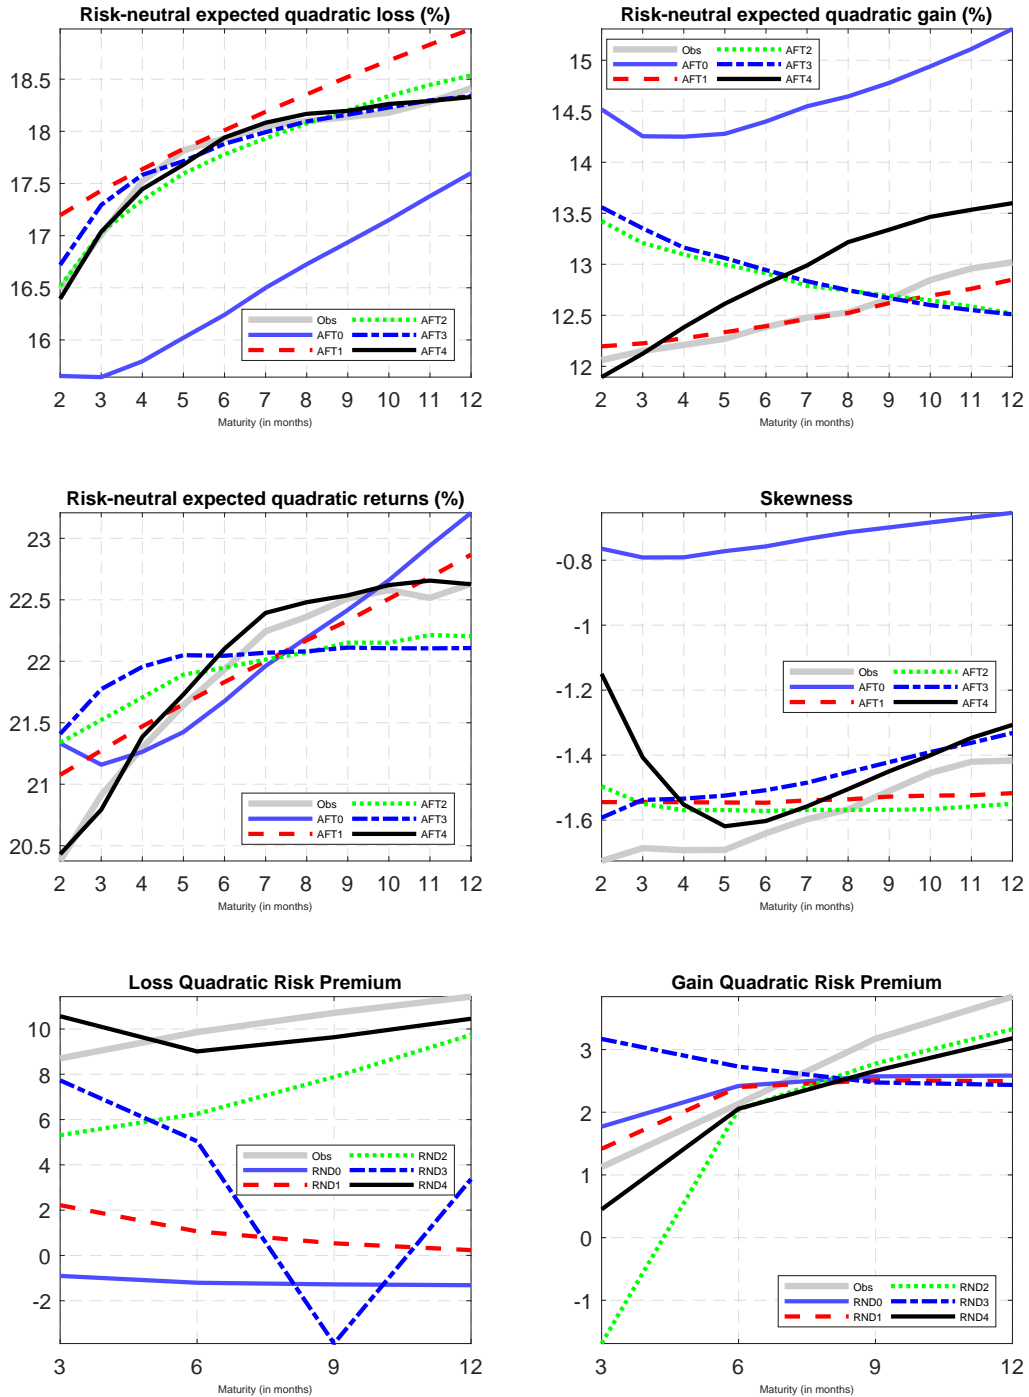 Risk-neutral expected quadratic loss (%)
18.5
18
17.5
17
16.5
16
2 3 4 5 6 7 8 9 10 11 12
Maturity (in months)
Obs AFT2
AFT0 AFT3
AFT1 AFT4
Risk-neutral expected quadratic gain (%)
15
14.5
14
13.5
13
12.5
12
2 3 4 5 6 7 8 9 10 11 12
Maturity (in months)
Obs AFT2
AFT0 AFT3
AFT1 AFT4
Risk-neutral expected quadratic returns (%)
23
22.5
22
21.5
21
20.5
2 3 4 5 6 7 8 9 10 11 12
Maturity (in months)
Obs AFT2
AFT0 AFT3
AFT1 AFT4
Skewness
-0.8
-1
-1.2
-1.4
-1.6
2 3 4 5 6 7 8 9 10 11 12
Maturity (in months)
Obs AFT2
AFT0 AFT3
AFT1 AFT4
Loss Quadratic Risk Premium
10
8
6
4
2
0
-2
3 6 9 12
Maturity (in months)
Obs RND2
RND0 RND3
RND1 RND4
Gain Quadratic Risk Premium
3
2
1
0
-1
3 6 9 12
Maturity (in months)
Obs RND2
RND0 RND3
RND1 RND4